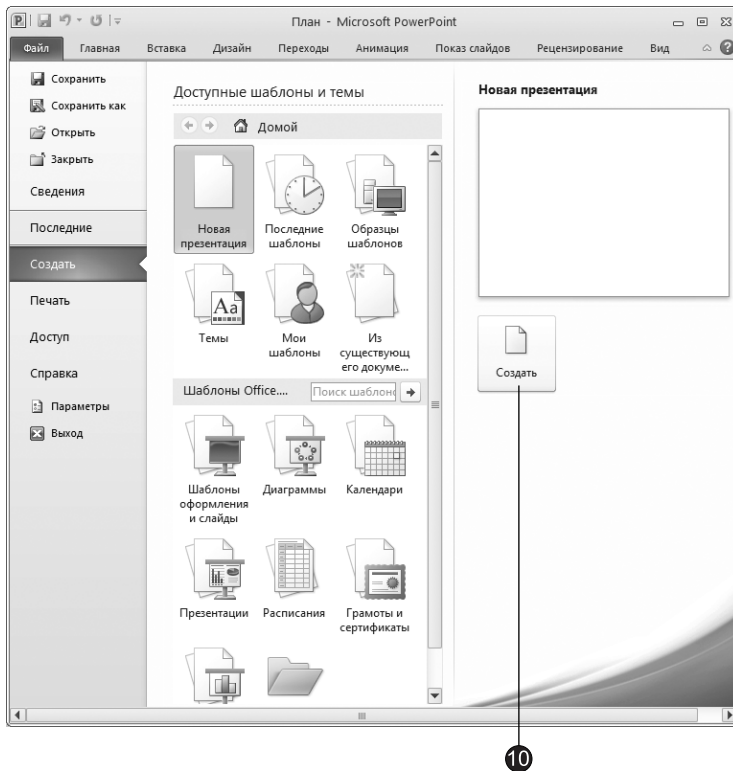 План - Microsoft PowerPoint
Файл Главная Вставка Дизайн Переходы Анимация Показ слайдов Рецензирование Вид
Сохранить
Сохранить как
Открыть
Закрыть
Сведения
Последние
Создать
Печать
Доступ
Справка
Параметры
Выход
Доступные шаблоны и темы
Домой
Новая
презентация
Последние
шаблоны
Образцы
шаблонов
Темы
Мои
шаблоны
Из
существующ
его докуме...
Шаблоны Office....
Поиск шаблоно
Шаблоны
оформления
и слайды
Диаграммы
Календари
Презентации
Расписания
Грамоты и
сертификаты
Новая презентация
Создать
10